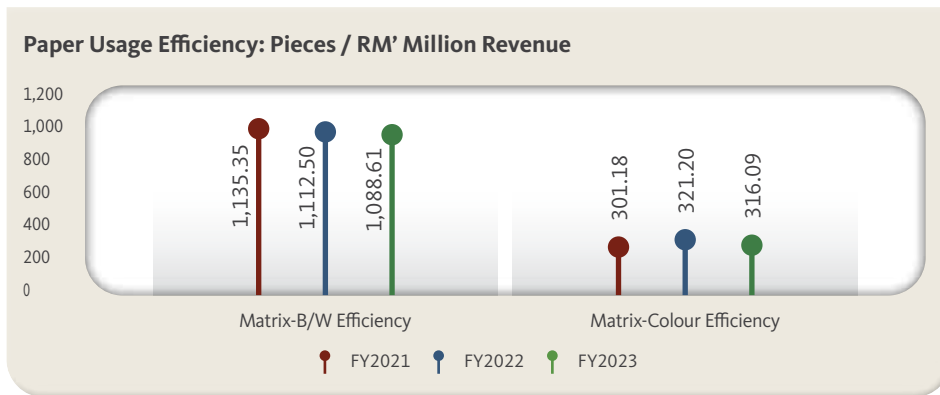 Paper Usage Efficiency: Pieces / RM' Million Revenue
1,200
1,000
800
600
400
200
0
1,135.35
1,112.50
1,088.61
301.18
321.20
316.09
Matrix-B/W Efficiency
Matrix-Colour Efficiency
FY2021
FY2022
FY2023